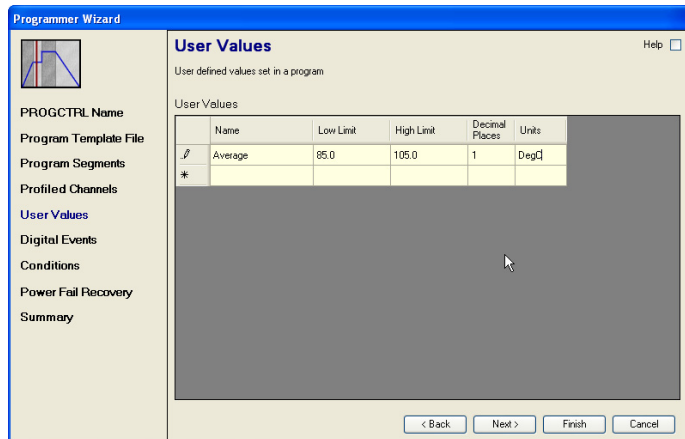 Programmer Wizard
User Values
Help
User defined values set in a program
PROGCTRL Name
Program Template File
Program Segments
Profiled Channels
User Values
Digital Events
Conditions
Power Fail Recovery
Summary
User Values
Name Low Limit High Limit Decimal Places Units
Average 85.0 105.0 1 DegC
*
< Back Next > Finish Cancel